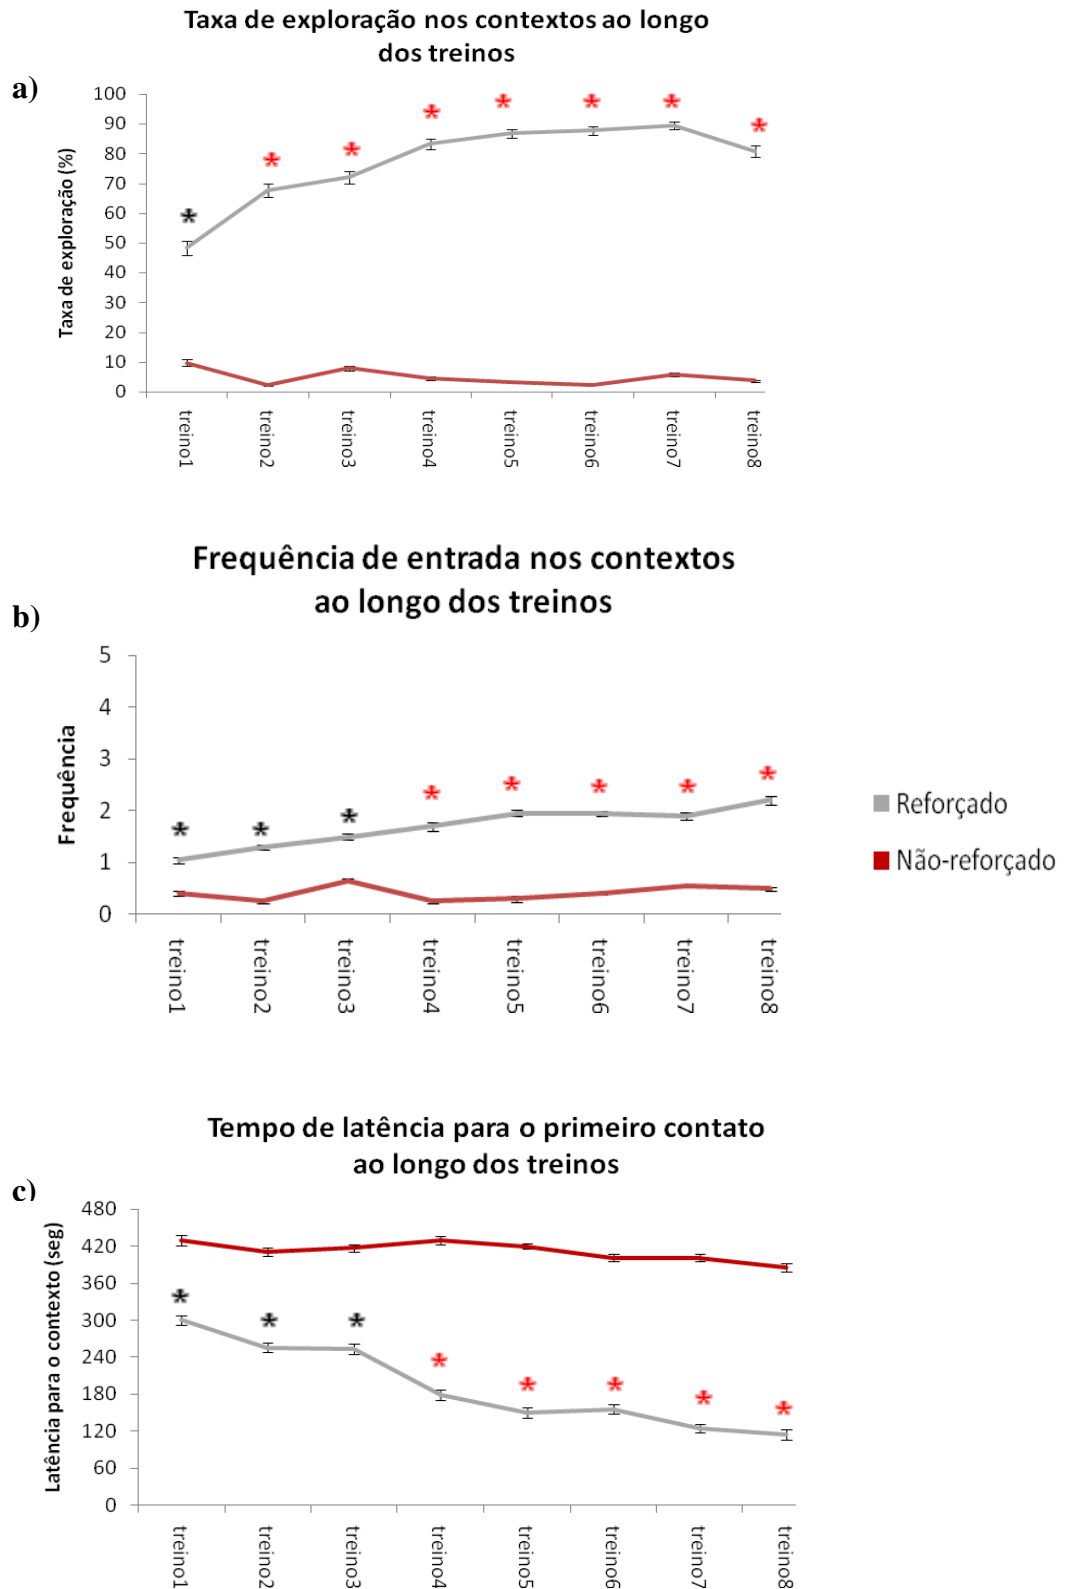 Taxa de exploração nos contextos ao longo
dos treinos
a)
Taxa de exploração (%)
100
90
80
70
60
50
40
30
20
10
0
treino1
treino2
treino3
treino4
treino5
treino6
treino7
treino8
Frequência de entrada nos contextos
ao longo dos treinos
b)
Frequência
5
4
3
2
1
0
treino1
treino2
treino3
treino4
treino5
treino6
treino7
treino8
Reforçado
Não-reforçado
Tempo de latência para o primeiro contato
ao longo dos treinos
c)
Latência para o contexto (seg)
480
420
360
300
240
180
120
60
0
treino1
treino2
treino3
treino4
treino5
treino6
treino7
treino8